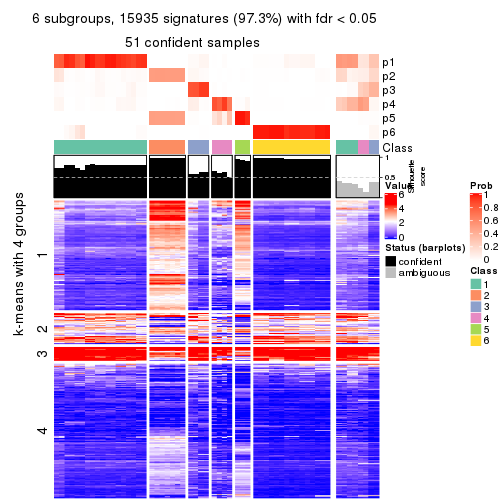 6 subgroups, 15935 signatures (97.3%) with fdr < 0.05
51 confident samples
p1
p2
p3
p4
p5
p6
Class
1
0.5
0
Silhouette
score
k-means with 4 groups
1
2
3
4
Value
6
4
2
0
Status (barplots)
confident
ambiguous
Prob
1
0.8
0.6
0.4
0.2
0
Class
1
2
3
4
5
6